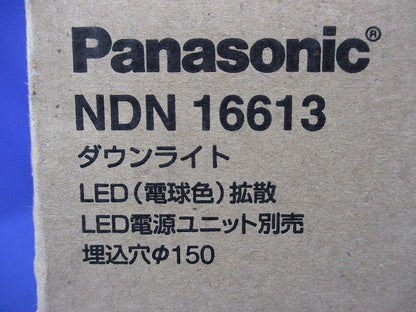 Panasonic®
NDN 16613
ダウンライト
LED(電球色)拡散
LED電源ユニット別売
埋込穴Φ150